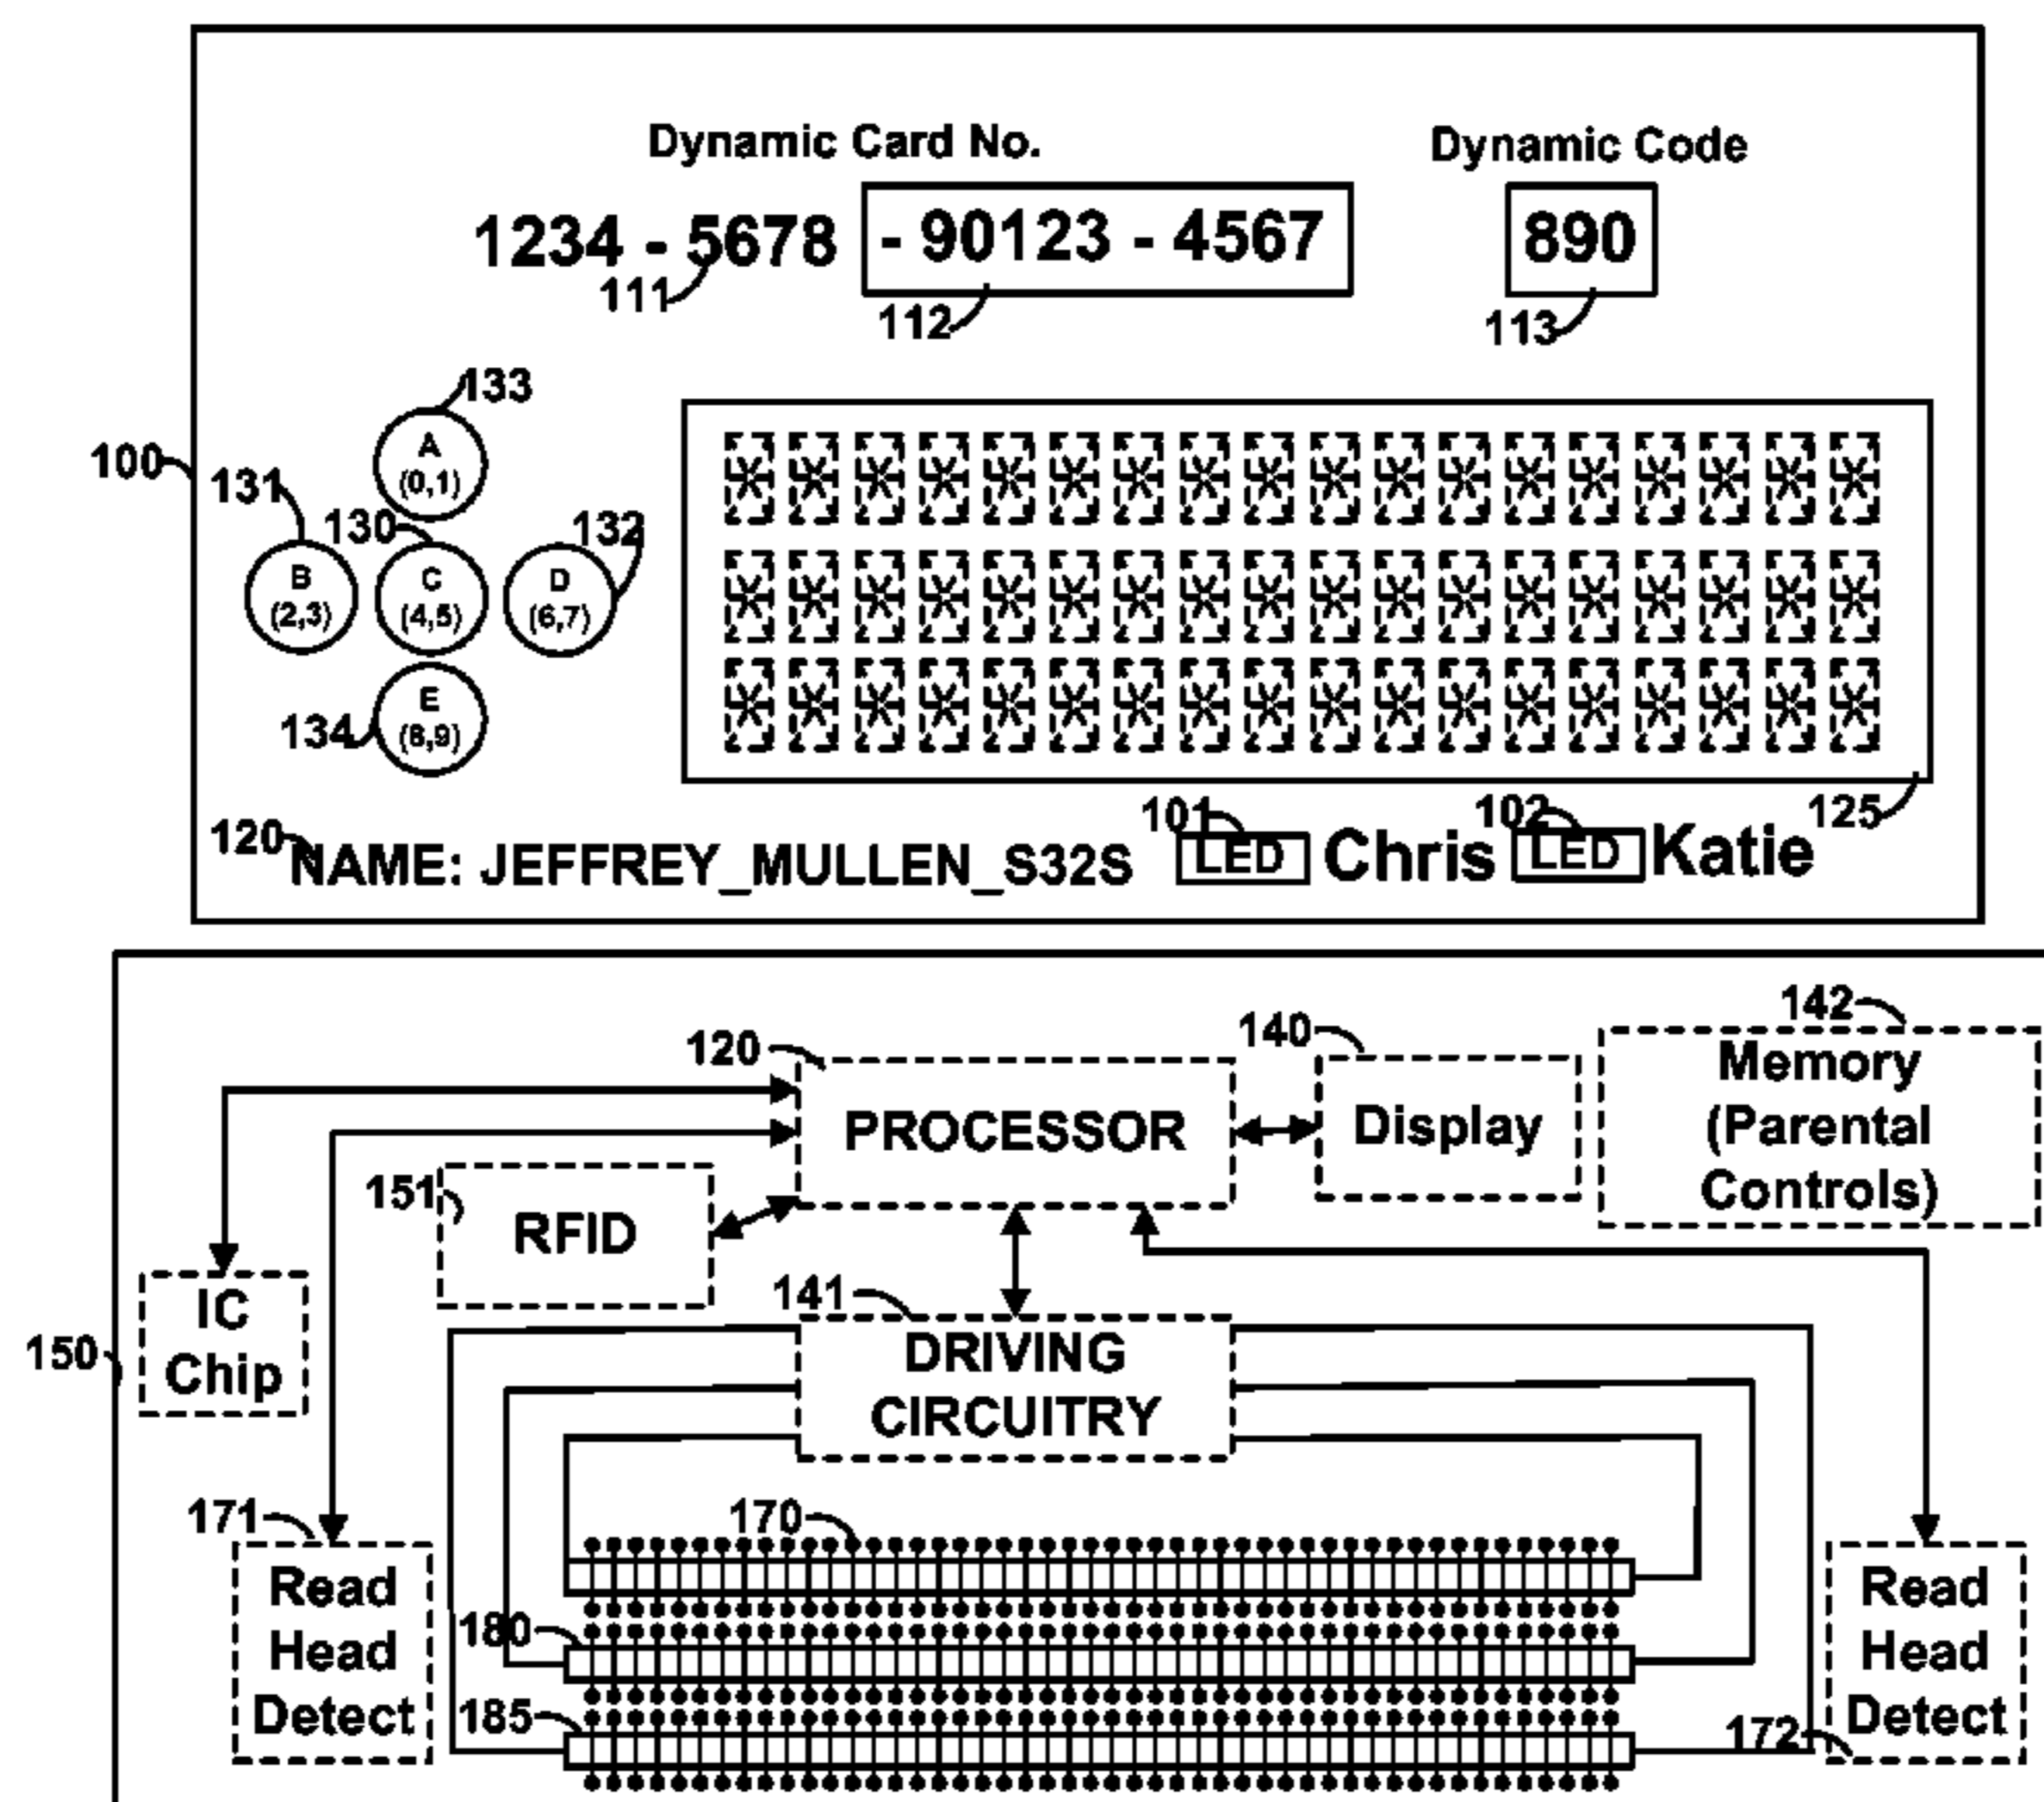 Dynamic Card No.
Dynamic Code
1234 - 5678 - 90123 - 4567
890
111
112
113
133
A
(0,1)
100
131
130
132
B
(2,3)
C
(4,5)
D
(6,7)
E
(8,9)
134
125
101
102
120
NAME: JEFFREY_MULLEN_S32S
LED
Chris
LED
Katie
142
120
140
PROCESSOR
Display
Memory
(Parental
Controls)
151
RFID
141
IC
Chip
150
DRIVING
CIRCUITRY
171
170
Read
Head
Detect
180
185
Read
Head
Detect
172